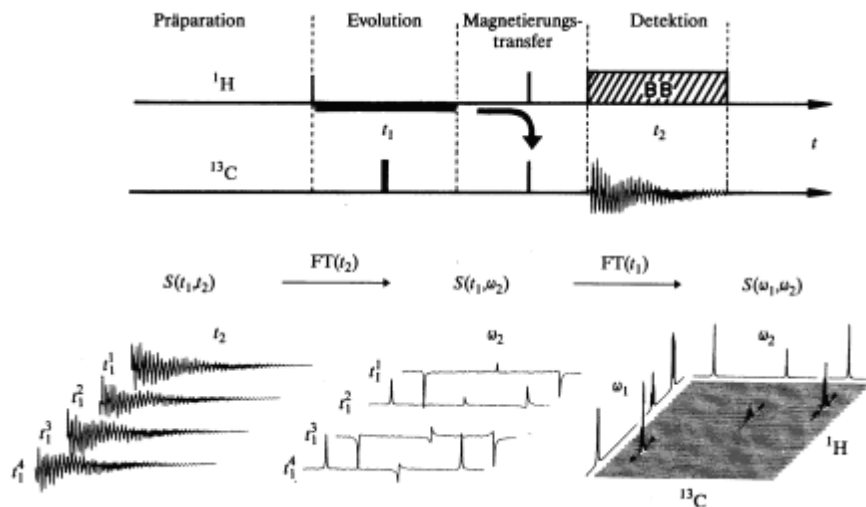 Präparation Evolution Magnetierungs- Detektion
transfer
¹H BB
t₁ t₂ t
¹³C
FT(t₂) FT(t₁)
S(t₁,t₂) S(t₁,ω₂) S(ω₁,ω₂)
t₂ ω₂ ω₂
t₁¹ t₁¹
t₁² t₁² ω₁
t₁³ t₁³
t₁⁴ t₁⁴ ¹H
¹³C